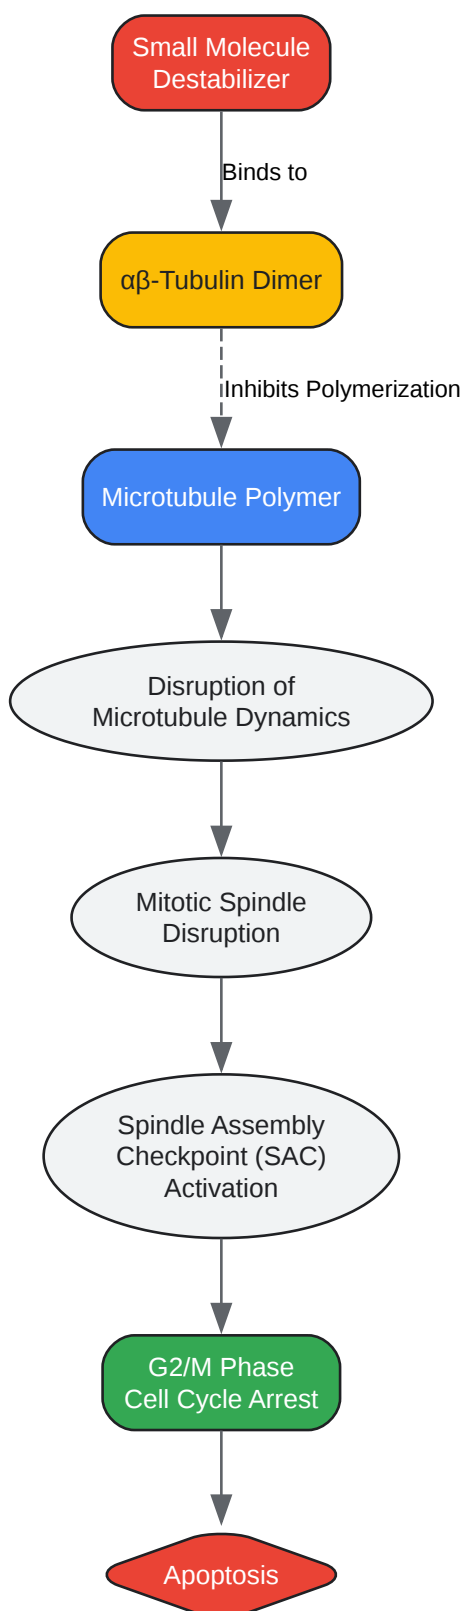 Small Molecule
Destabilizer
Binds to
αβ-Tubulin Dimer
Inhibits Polymerization
Microtubule Polymer
Disruption of
Microtubule Dynamics
Mitotic Spindle
Disruption
Spindle Assembly
Checkpoint (SAC)
Activation
G2/M Phase
Cell Cycle Arrest
Apoptosis